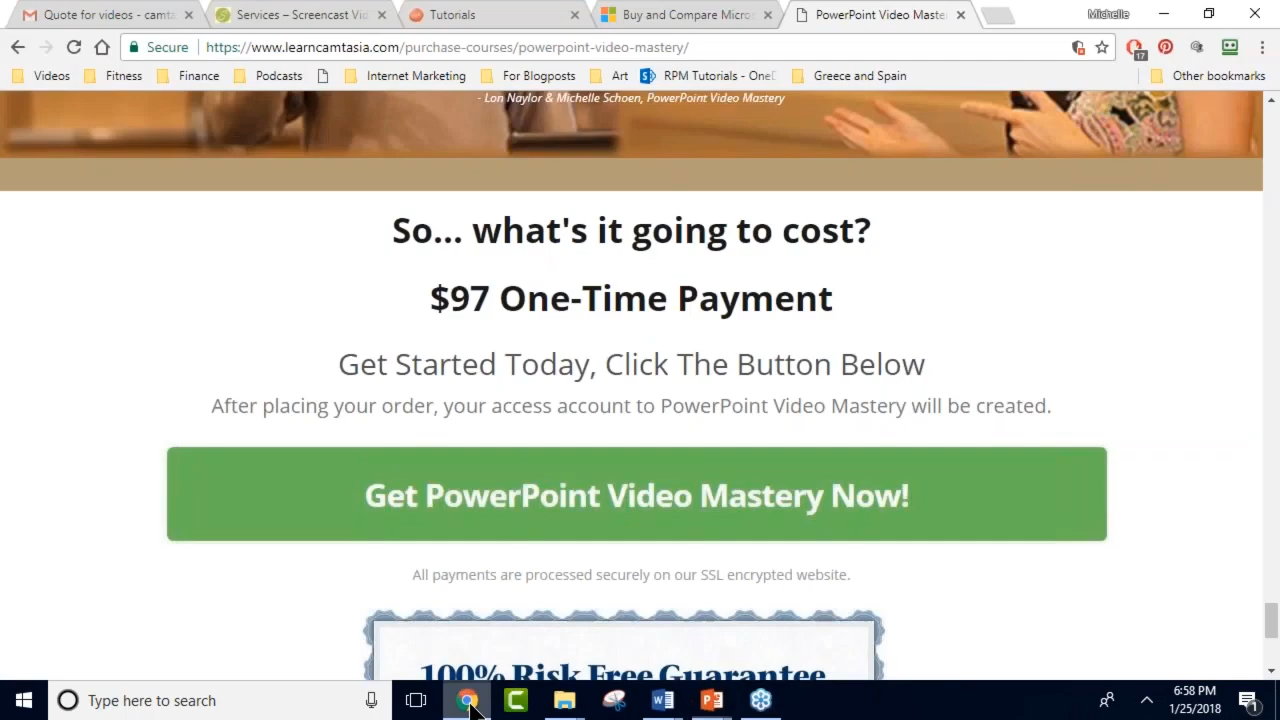 Quote for videos - camta
Services – Screencast Vid
Tutorials
Buy and Compare Micro
PowerPoint Video Maste
Michelle
Secure https://www.learncamtasia.com/purchase-courses/powerpoint-video-mastery/
17
Videos Fitness Finance Podcasts Internet Marketing For Blogposts Art RPM Tutorials - OneD Greece and Spain Other bookmarks
- Lon Naylor & Michelle Schoen, PowerPoint Video Mastery
So... what's it going to cost?
$97 One-Time Payment
Get Started Today, Click The Button Below
After placing your order, your access account to PowerPoint Video Mastery will be created.
Get PowerPoint Video Mastery Now!
All payments are processed securely on our SSL encrypted website.
100% Risk Free Guarantee
Type here to search
6:58 PM
1/25/2018
1